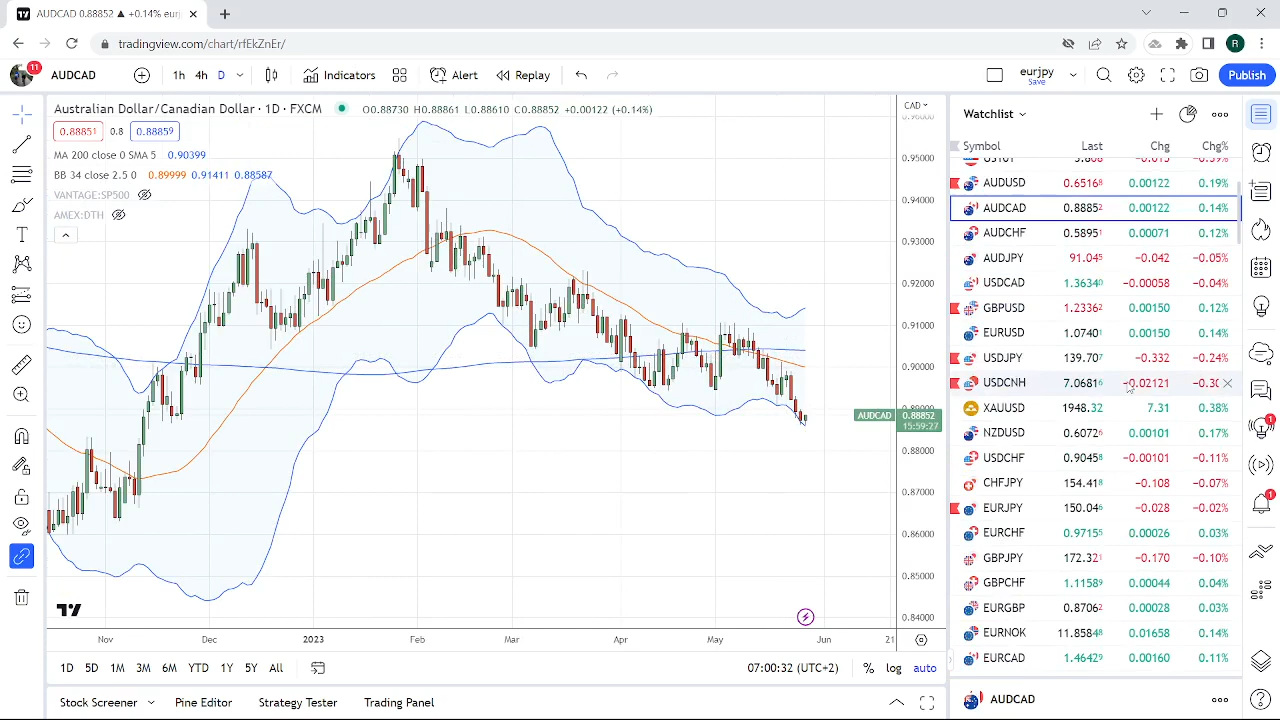 AUDCAD 0.88852 ▲ +0.14% eurj
tradingview.com/chart/rfEkZnEr/
R
11
AUDCAD
1h 4h D
Indicators
Alert
Replay
eurjpy
Save
Publish
Australian Dollar/Canadian Dollar · 1D · FXCM
O0.88730 H0.88861 L0.88610 C0.88852 +0.00122 (+0.14%)
0.88851 0.8 0.88859
MA 200 close 0 SMA 5 0.90399
BB 34 close 2.5 0 0.89999 0.91411 0.88587
VANTAGE:SP500
AMEX:DTH
CAD
0.96000
0.95000
0.94000
0.93000
0.92000
0.91000
0.90000
0.89000
AUDCAD 0.88852
15:59:27
0.88000
0.87000
0.86000
0.85000
0.84000
Nov Dec 2023 Feb Mar Apr May Jun 21
1D 5D 1M 3M 6M YTD 1Y 5Y All
07:00:32 (UTC+2)
% log auto
Stock Screener Pine Editor Strategy Tester Trading Panel
Watchlist
Symbol Last Chg Chg%
AUDUSD 0.65168 0.00122 0.19%
AUDCAD 0.88852 0.00122 0.14%
AUDCHF 0.58951 0.00071 0.12%
AUDJPY 91.045 −0.042 −0.05%
USDCAD 1.36340 −0.00058 −0.04%
GBPUSD 1.23362 0.00150 0.12%
EURUSD 1.07401 0.00150 0.14%
USDJPY 139.707 −0.332 −0.24%
USDCNH 7.06816 −0.02121 −0.30
XAUUSD 1948.32 7.31 0.38%
NZDUSD 0.60726 0.00101 0.17%
USDCHF 0.90458 −0.00101 −0.11%
CHFJPY 154.418 −0.108 −0.07%
EURJPY 150.046 −0.028 −0.02%
EURCHF 0.97155 0.00026 0.03%
GBPJPY 172.321 −0.170 −0.10%
GBPCHF 1.11589 0.00044 0.04%
EURGBP 0.87062 0.00028 0.03%
EURNOK 11.85848 0.01658 0.14%
EURCAD 1.46429 0.00160 0.11%
AUDCAD
1
1